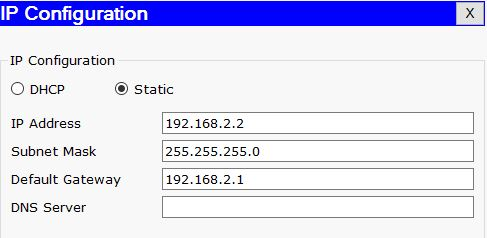 IP Configuration X
IP Configuration
DHCP Static
IP Address 192.168.2.2
Subnet Mask 255.255.255.0
Default Gateway 192.168.2.1
DNS Server